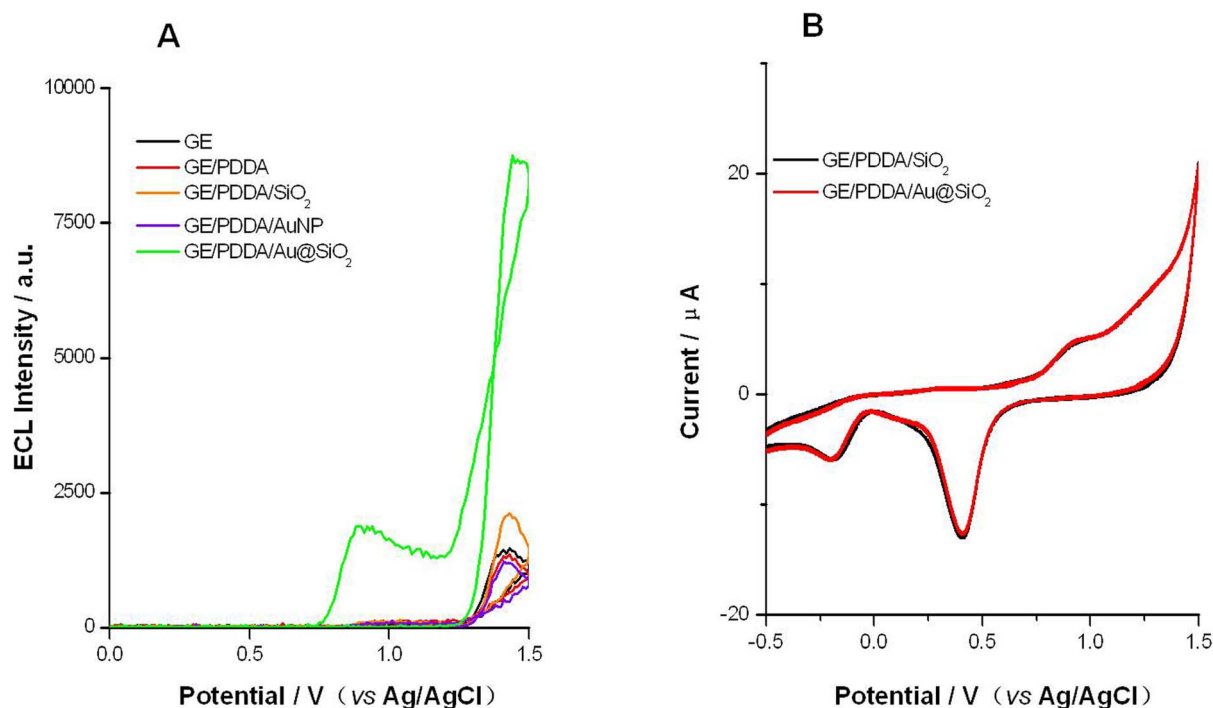 A
10000
7500
5000
2500
0
ECL Intensity / a.u.
GE
GE/PDDA
GE/PDDA/SiO₂
GE/PDDA/AuNP
GE/PDDA/Au@SiO₂
0.0 0.5 1.0 1.5
Potential / V（vs Ag/AgCl）
B
20
0
-20
Current / μ A
GE/PDDA/SiO₂
GE/PDDA/Au@SiO₂
-0.5 0.0 0.5 1.0 1.5
Potential / V（vs Ag/AgCl）